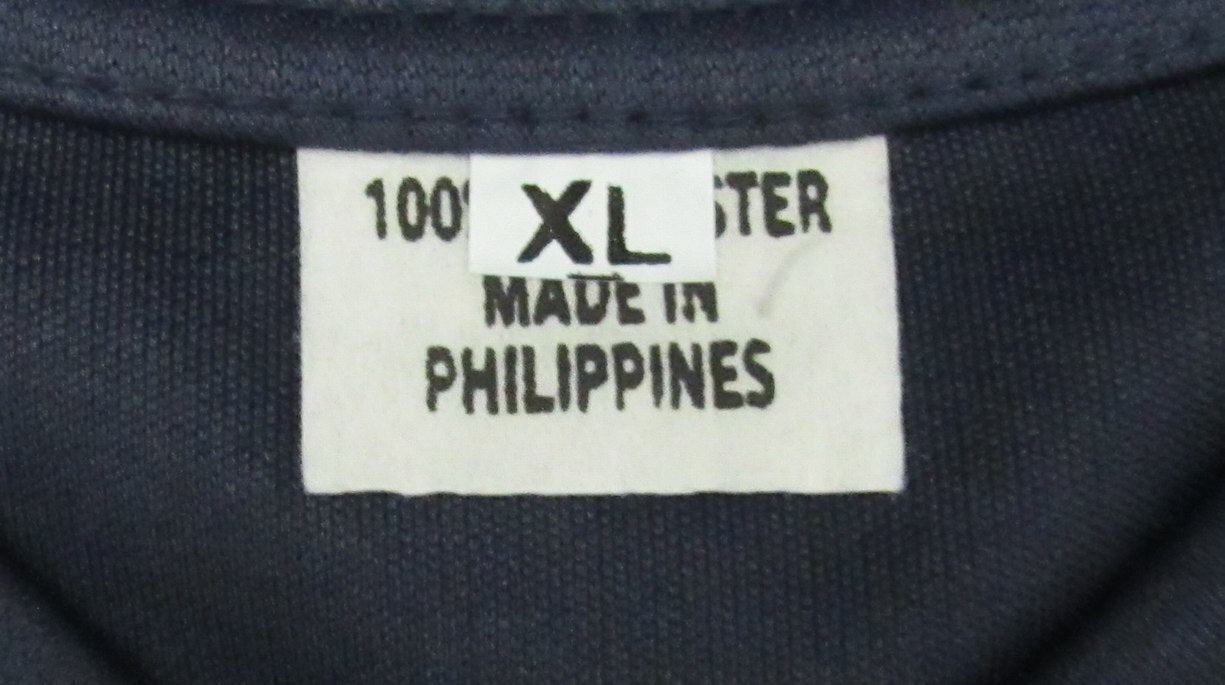 100% XL STER
MADE IN
PHILIPPINES